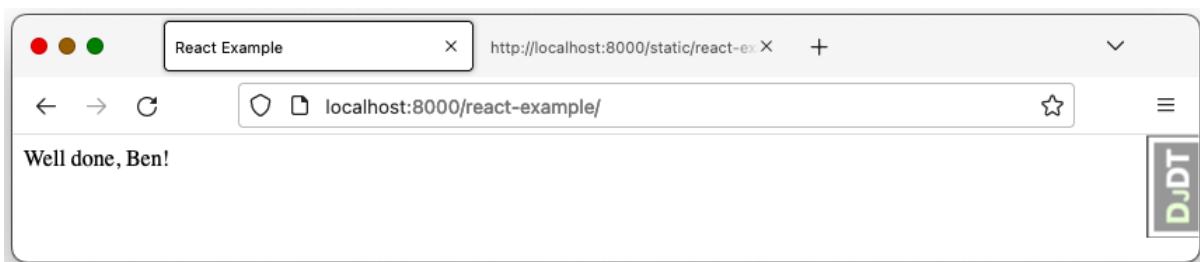 React Example
http://localhost:8000/static/react-ex
localhost:8000/react-example/
Well done, Ben!
DJDT